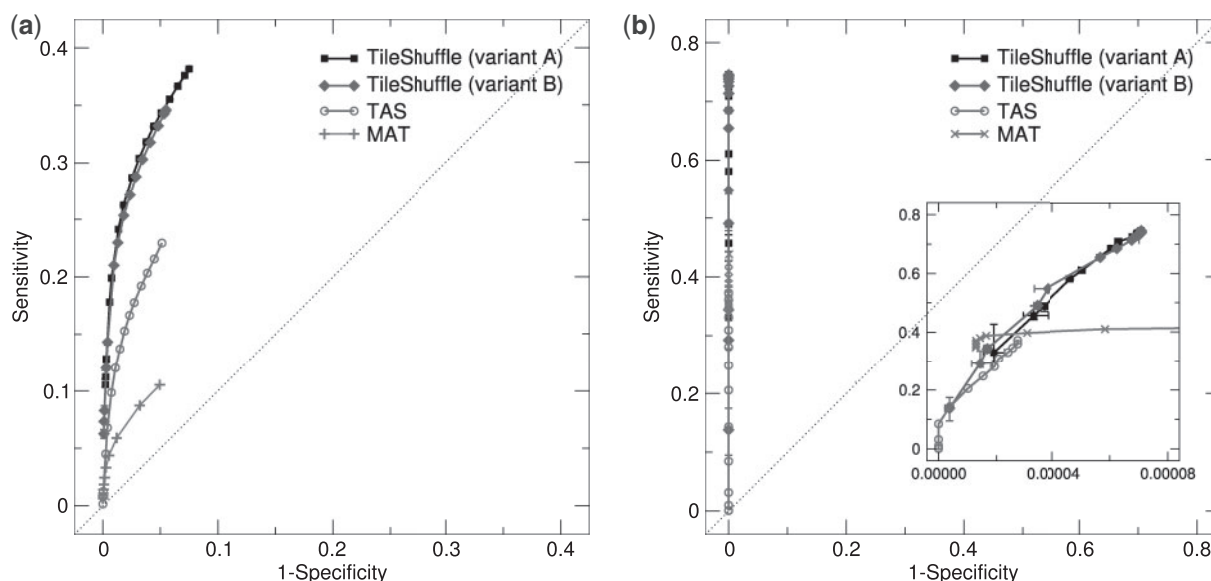 (a)
TileShuffle (variant A)
TileShuffle (variant B)
TAS
MAT
Sensitivity
0.4
0.3
0.2
0.1
0
0
0.1
0.2
0.3
0.4
1-Specificity
(b)
TileShuffle (variant A)
TileShuffle (variant B)
TAS
MAT
Sensitivity
0.8
0.6
0.4
0.2
0
0
0.2
0.4
0.6
0.8
1-Specificity
0.8
0.6
0.4
0.2
0
0.00000
0.00004
0.00008